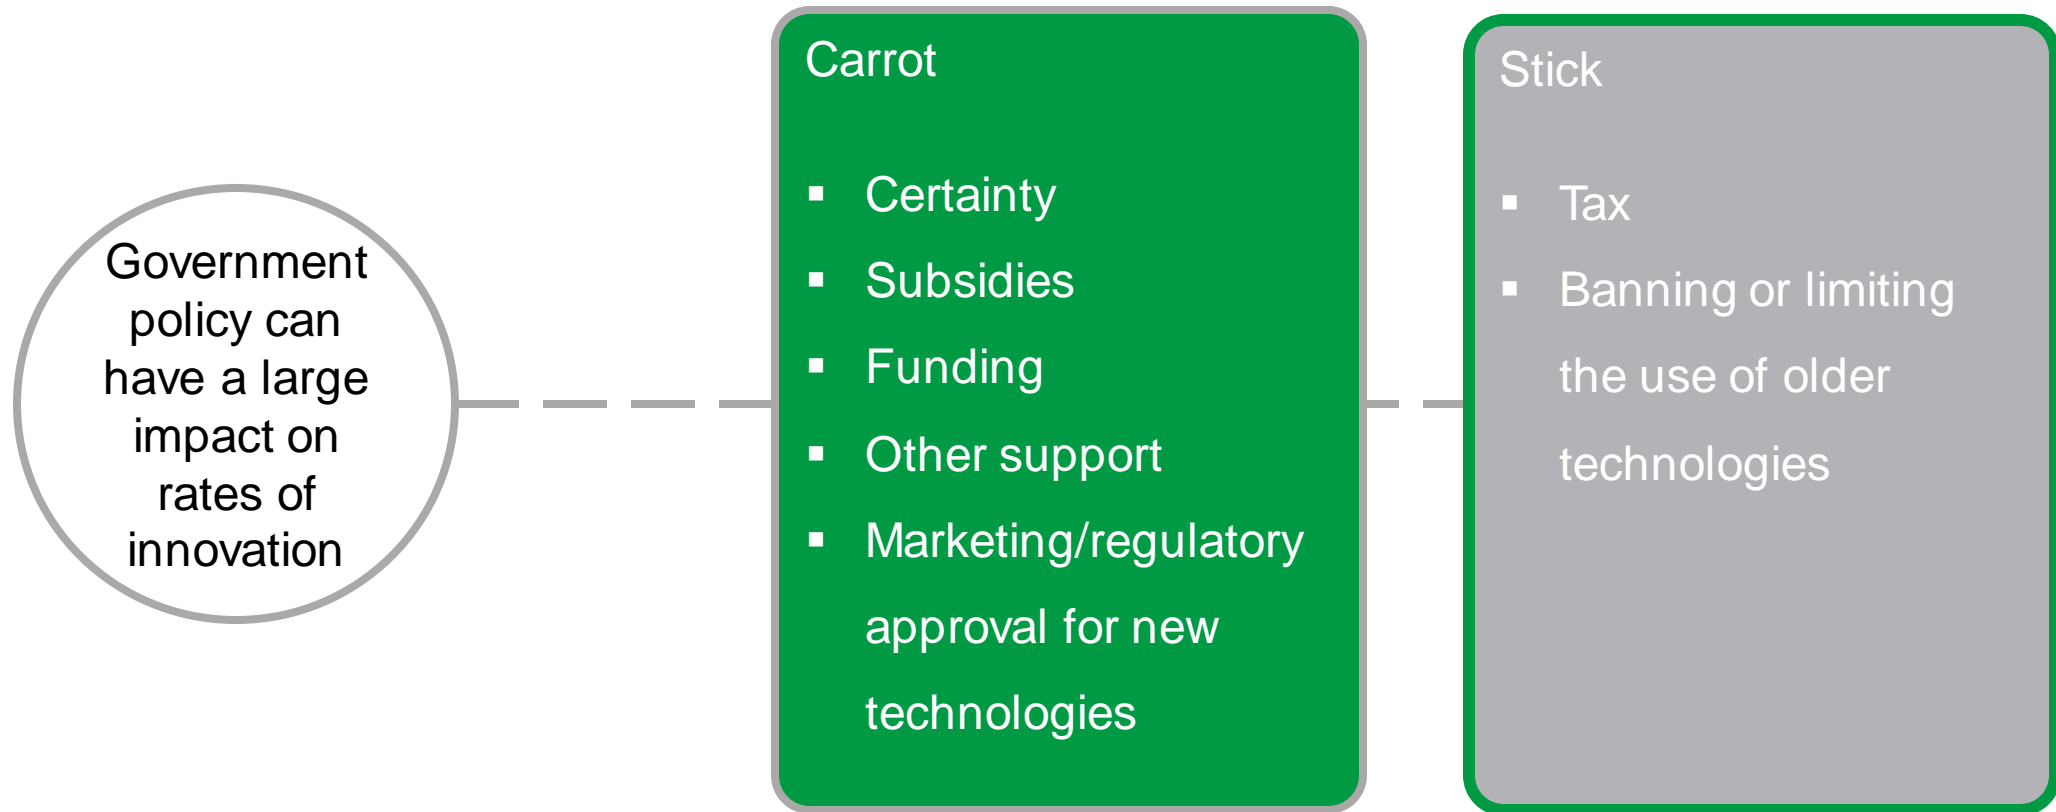 Government
policy can
have a large
impact on
rates of
innovation
Carrot
▪ Certainty
▪ Subsidies
▪ Funding
▪ Other support
▪ Marketing/regulatory
approval for new
technologies
Stick
▪ Tax
▪ Banning or limiting
the use of older
technologies